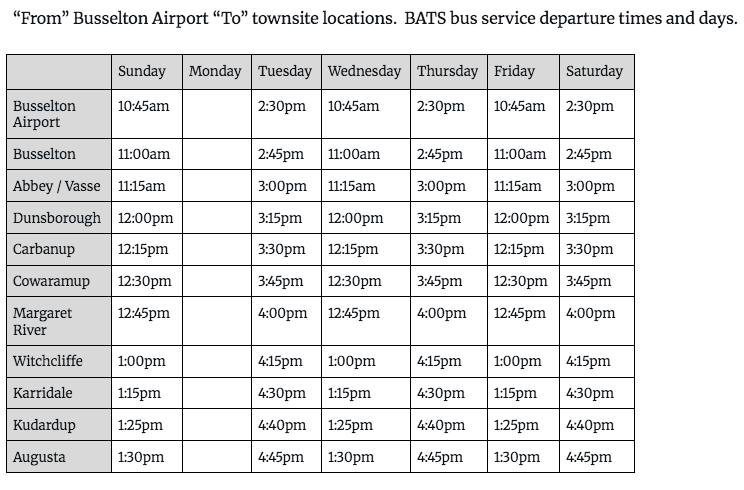 “From” Busselton Airport “To” townsite locations.  BATS bus service departure times and days.
Sunday Monday Tuesday Wednesday Thursday Friday Saturday
Busselton Airport 10:45am 2:30pm 10:45am 2:30pm 10:45am 2:30pm
Busselton 11:00am 2:45pm 11:00am 2:45pm 11:00am 2:45pm
Abbey / Vasse 11:15am 3:00pm 11:15am 3:00pm 11:15am 3:00pm
Dunsborough 12:00pm 3:15pm 12:00pm 3:15pm 12:00pm 3:15pm
Carbanup 12:15pm 3:30pm 12:15pm 3:30pm 12:15pm 3:30pm
Cowaramup 12:30pm 3:45pm 12:30pm 3:45pm 12:30pm 3:45pm
Margaret River 12:45pm 4:00pm 12:45pm 4:00pm 12:45pm 4:00pm
Witchcliffe 1:00pm 4:15pm 1:00pm 4:15pm 1:00pm 4:15pm
Karridale 1:15pm 4:30pm 1:15pm 4:30pm 1:15pm 4:30pm
Kudardup 1:25pm 4:40pm 1:25pm 4:40pm 1:25pm 4:40pm
Augusta 1:30pm 4:45pm 1:30pm 4:45pm 1:30pm 4:45pm